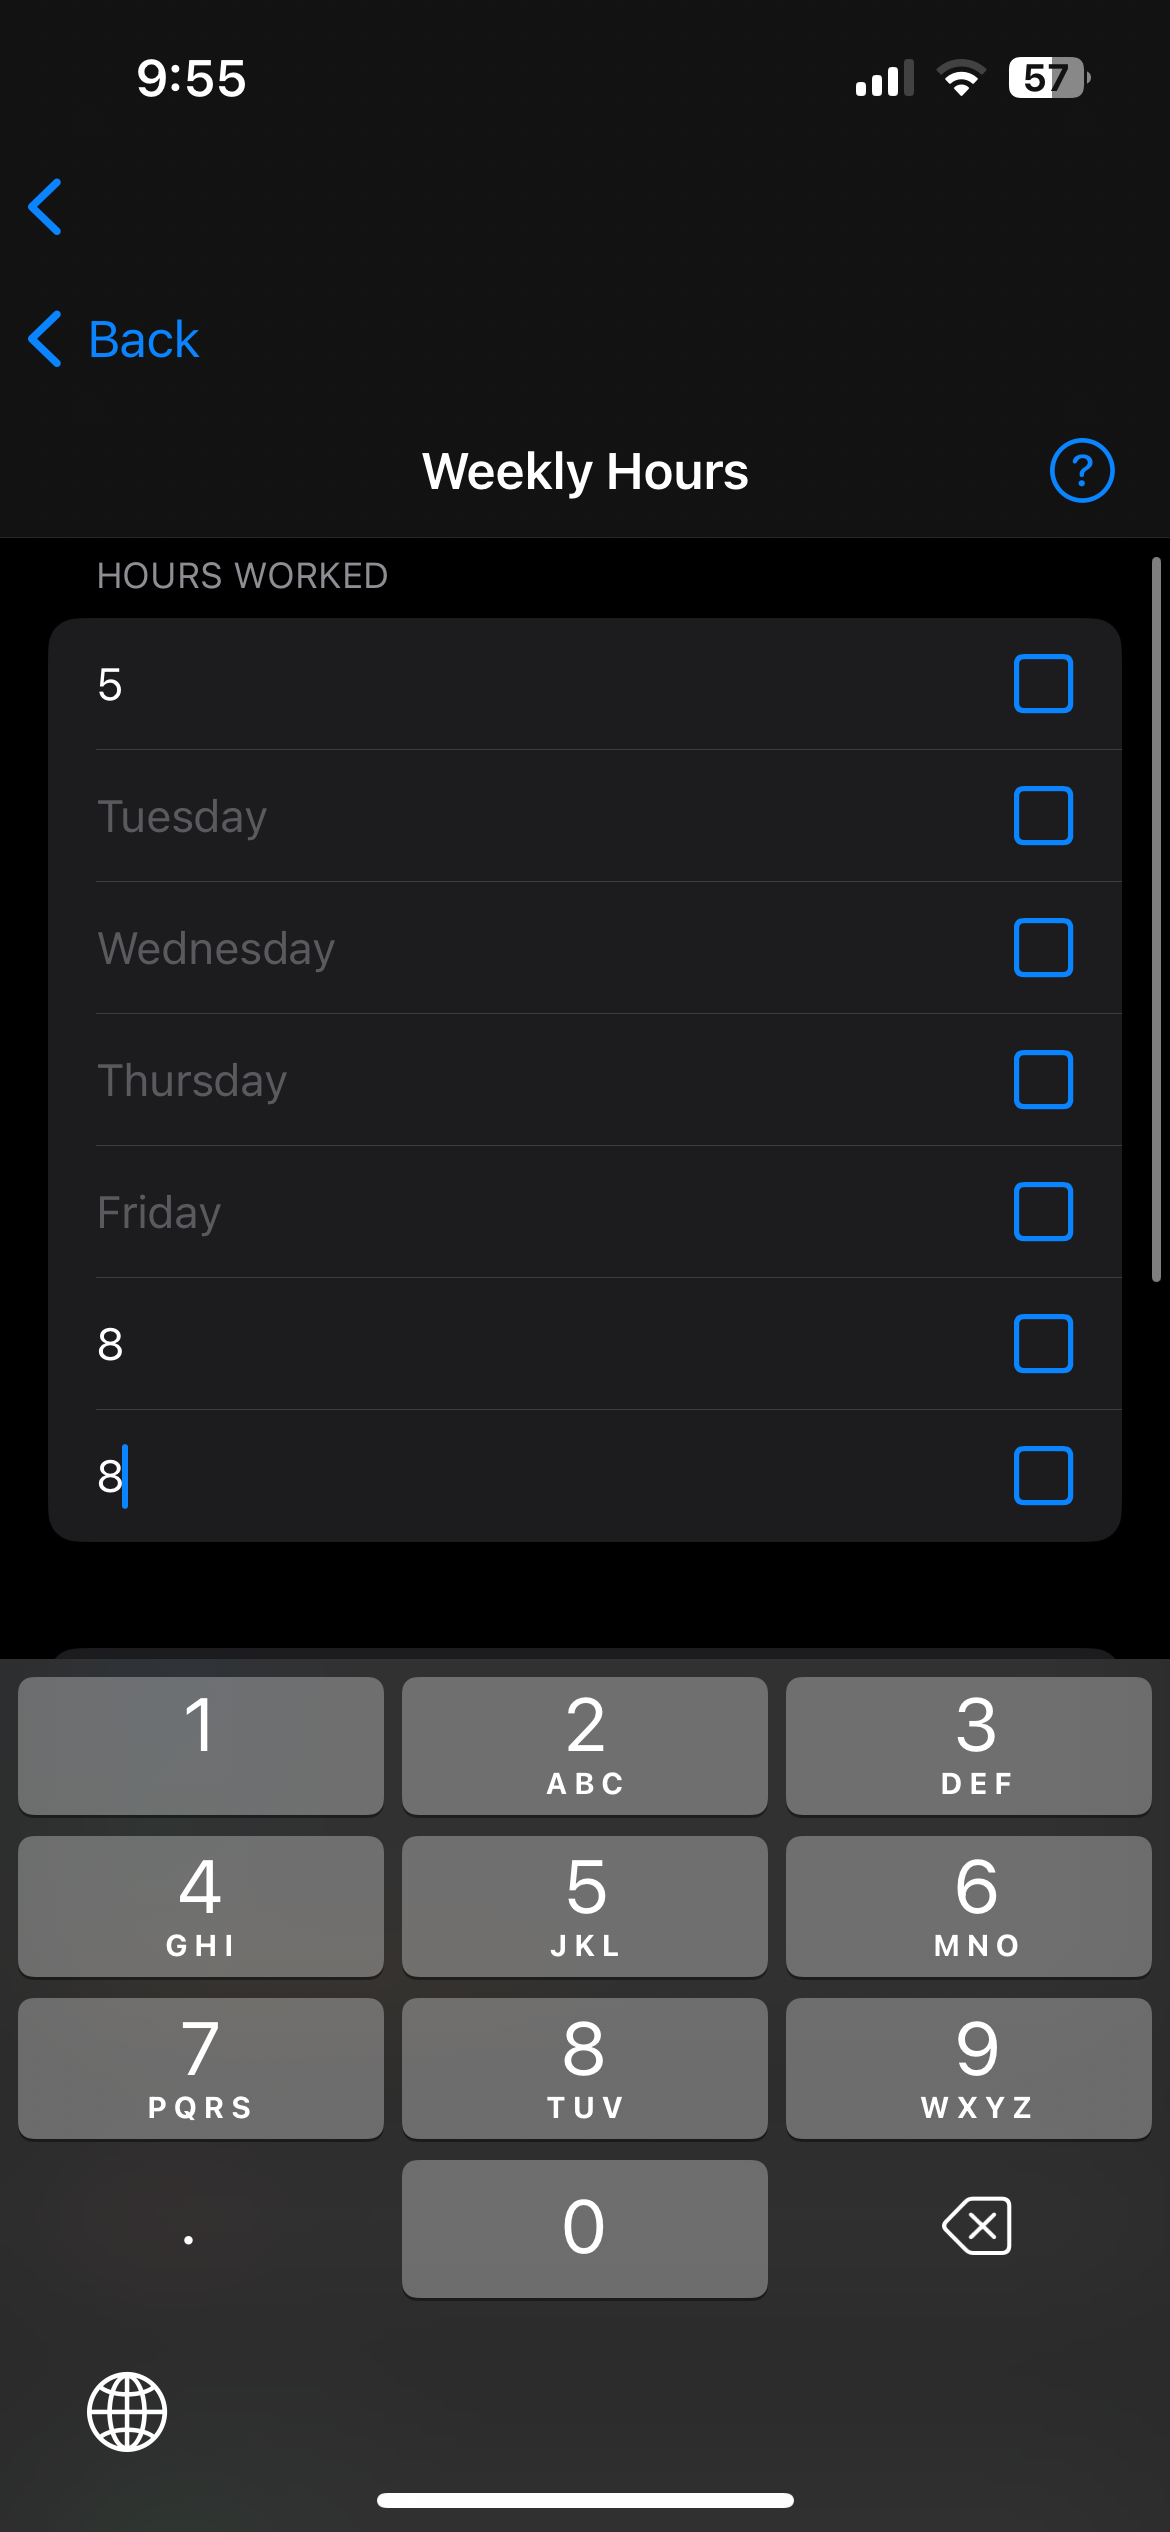 9:55
57
Back
Weekly Hours
?
HOURS WORKED
5
Tuesday
Wednesday
Thursday
Friday
8
8
1
2
ABC
3
DEF
4
GHI
5
JKL
6
MNO
7
PQRS
8
TUV
9
WXYZ
.
0